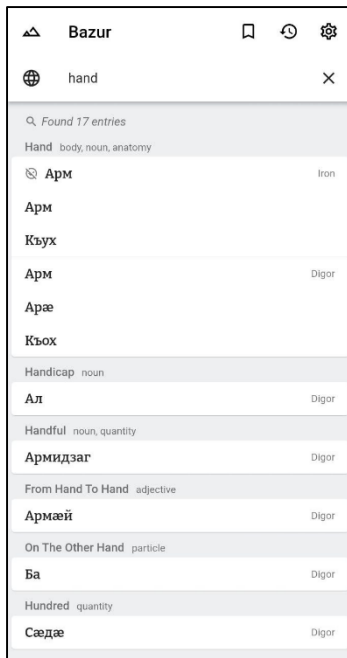 Bazur
hand
Found 17 entries
Hand body, noun, anatomy
Арм Iron
Арм
Къух
Арм Digor
Арæ
Къох
Handicap noun
Ал Digor
Handful noun, quantity
Армидзаг Digor
From Hand To Hand adjective
Армæй Digor
On The Other Hand particle
Ба Digor
Hundred quantity
Сæдæ Digor